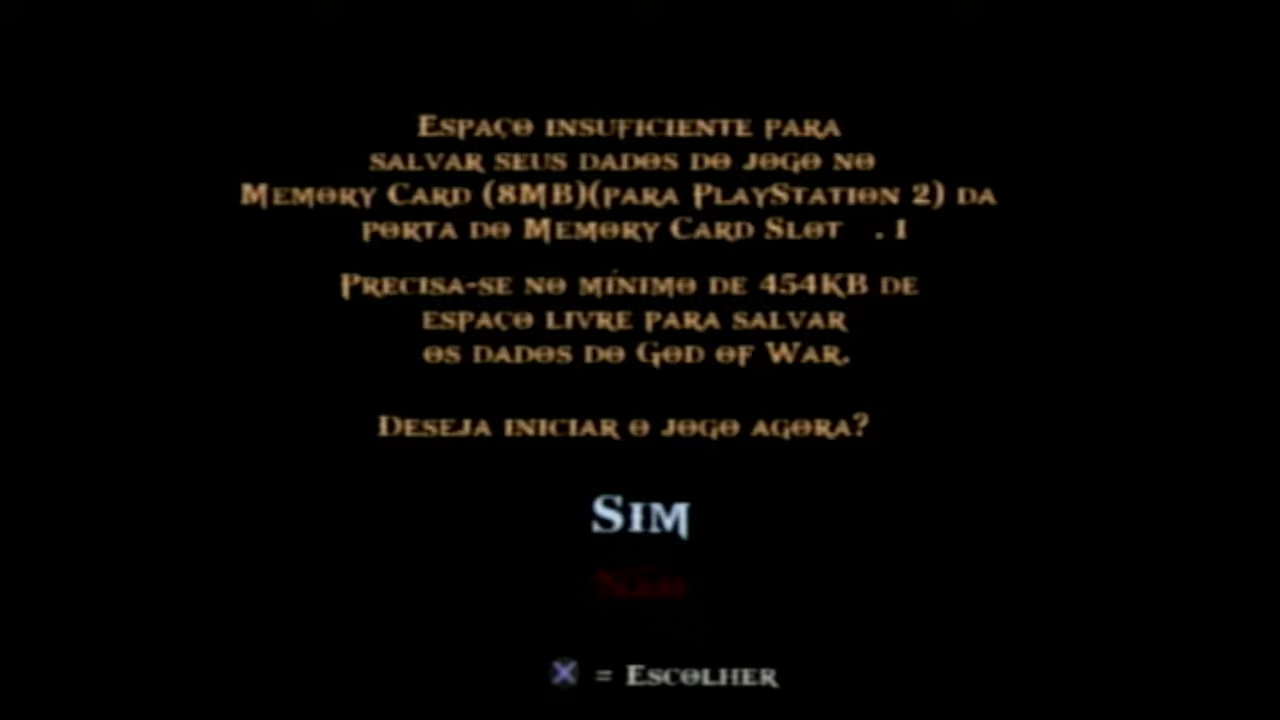 Espaço insuficiente para
salvar seus dados do jogo no
Memory Card (8MB)(para PlayStation 2) da
porta do Memory Card Slot . 1
Precisa-se no mínimo de 454KB de
espaço livre para salvar
os dados do God of War.
Deseja iniciar o jogo agora?
Sim
Não
X = Escolher